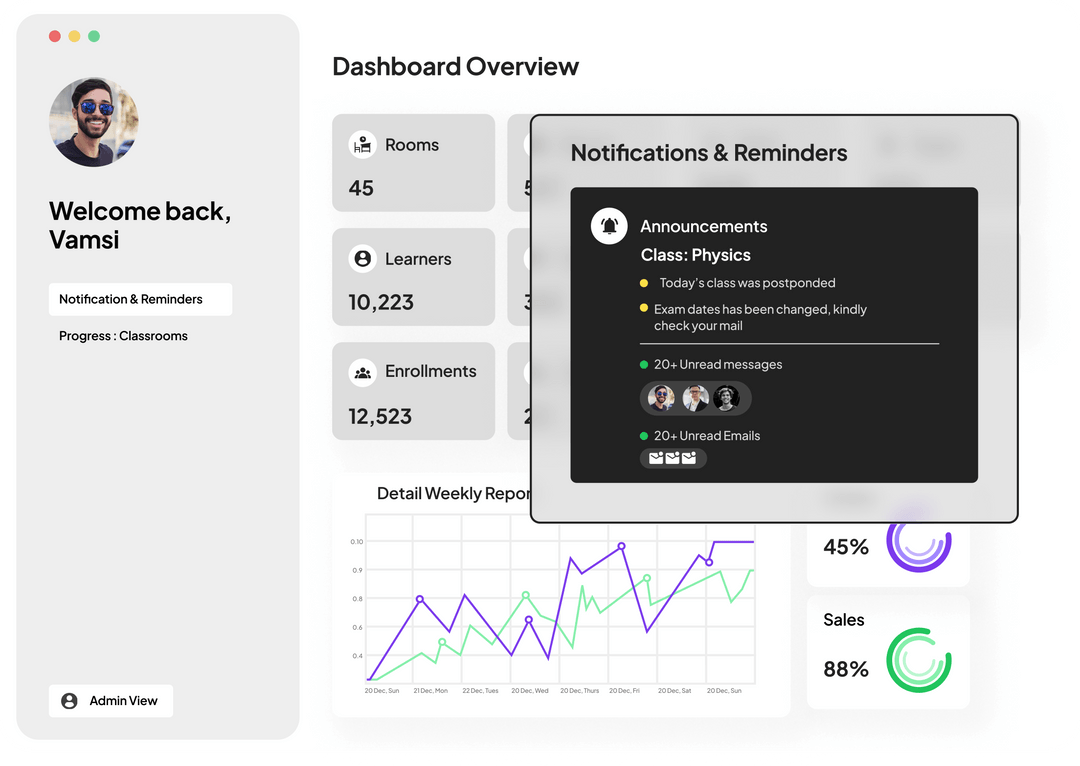 Welcome back,
Vamsi
Notification & Reminders
Progress : Classrooms
Admin View
Dashboard Overview
Rooms
45
Learners
10,223
Enrollments
12,523
Notifications & Reminders
Announcements
Class: Physics
Today's class was postponded
Exam dates has been changed, kindly
check your mail
20+ Unread messages
20+ Unread Emails
Detail Weekly Repor
0.10
0.9
0.8
0.6
0.4
20 Dec, Sun
21 Dec, Mon
22 Dec, Tues
20 Dec, Wed
20 Dec, Thurs
20 Dec, Fri
20 Dec, Sat
20 Dec, Sun
45%
Sales
88%